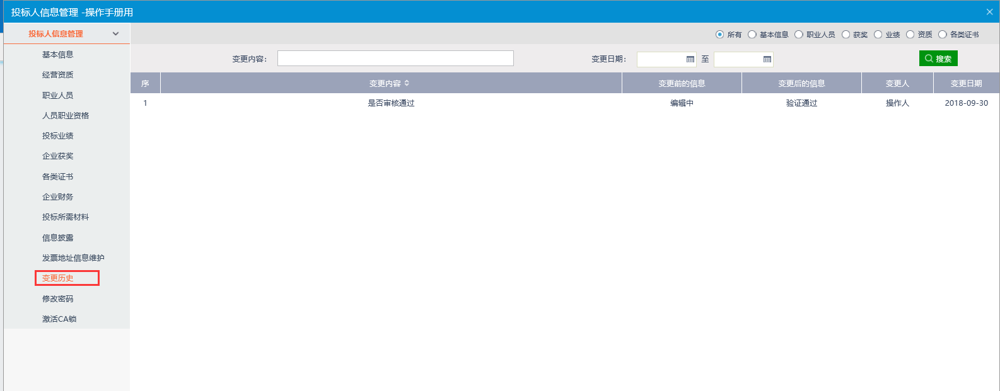 投标人信息管理 -操作手册用
投标人信息管理
基本信息
经营资质
职业人员
人员职业资格
投标业绩
企业获奖
各类证书
企业财务
投标所需材料
信息披露
发票地址信息维护
变更历史
修改密码
激活CA锁
所有 基本信息 职业人员 获奖 业绩 资质 各类证书
变更内容： 变更日期： 至 搜索
序 变更内容 变更前的信息 变更后的信息 变更人 变更日期
1 是否审核通过 编辑中 验证通过 操作人 2018-09-30